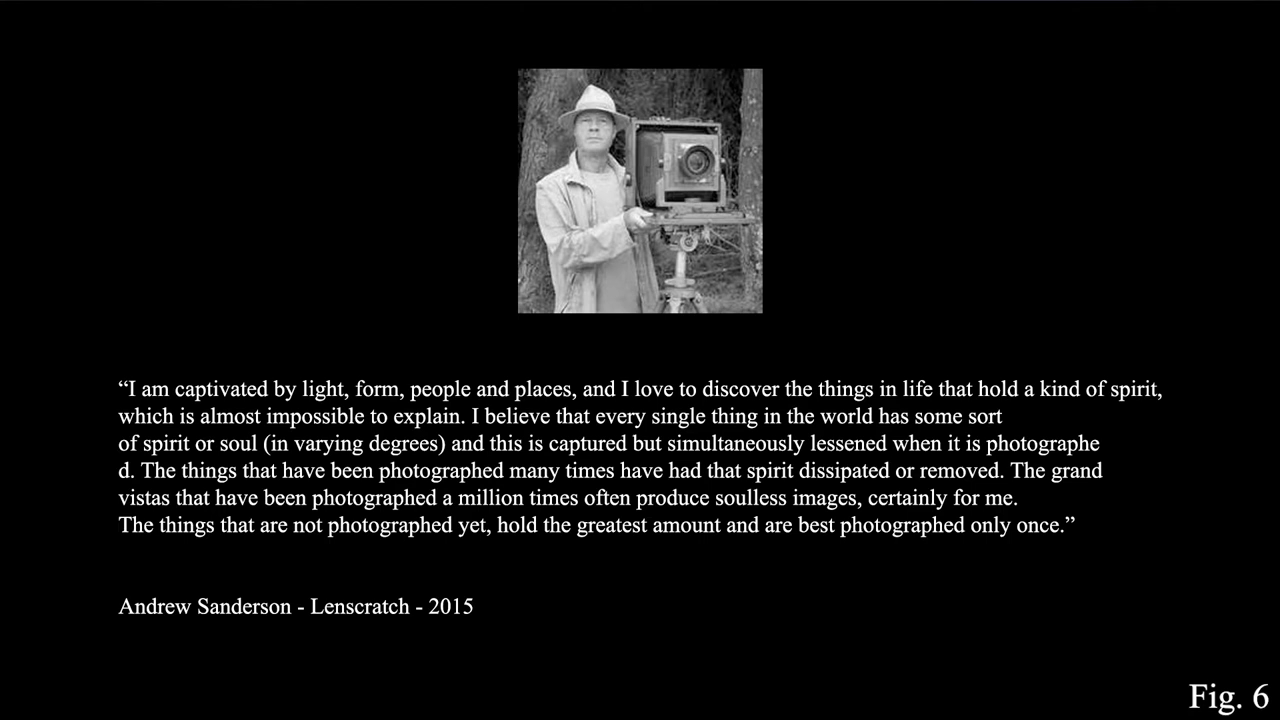 “I am captivated by light, form, people and places, and I love to discover the things in life that hold a kind of spirit,
which is almost impossible to explain. I believe that every single thing in the world has some sort
of spirit or soul (in varying degrees) and this is captured but simultaneously lessened when it is photographe
d. The things that have been photographed many times have had that spirit dissipated or removed. The grand
vistas that have been photographed a million times often produce soulless images, certainly for me.
The things that are not photographed yet, hold the greatest amount and are best photographed only once.”
Andrew Sanderson - Lenscratch - 2015
Fig. 6